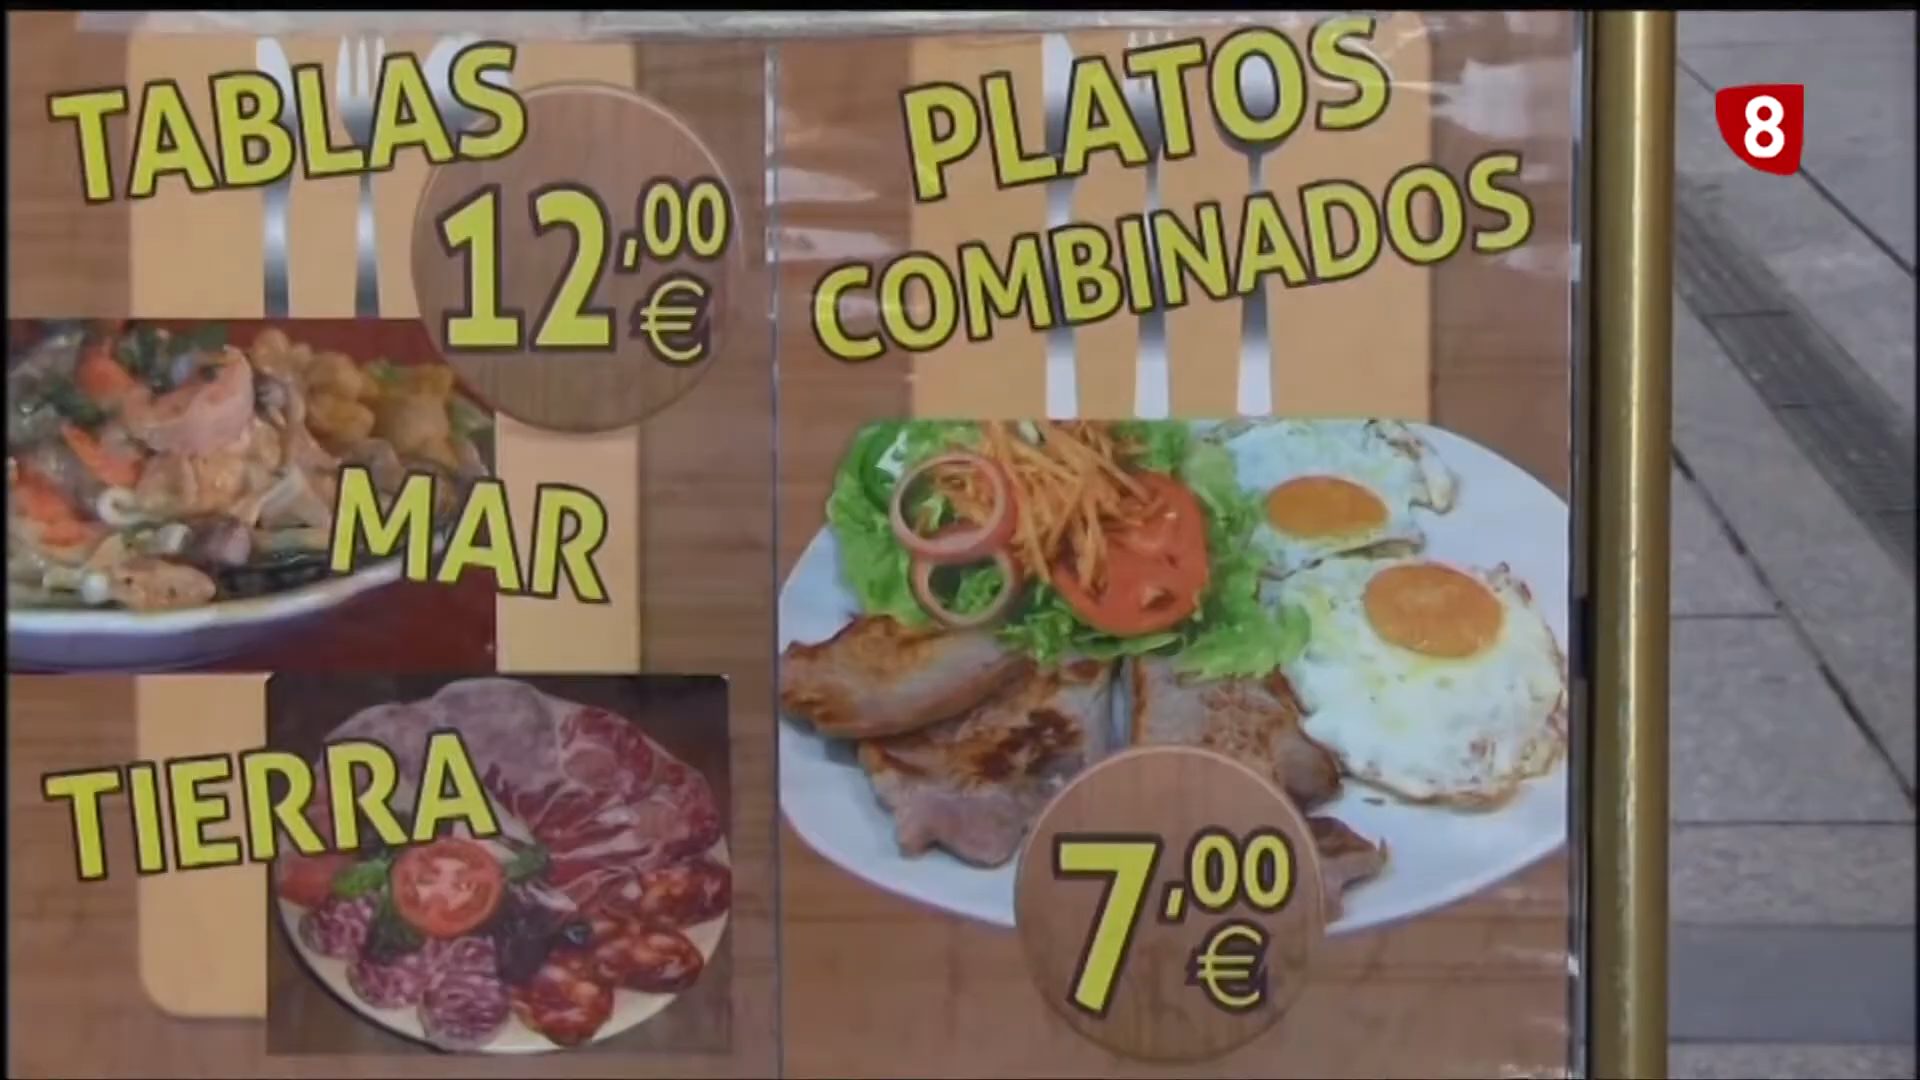 TABLAS
12,00
€
MAR
TIERRA
PLATOS
COMBINADOS
7,00
€
8